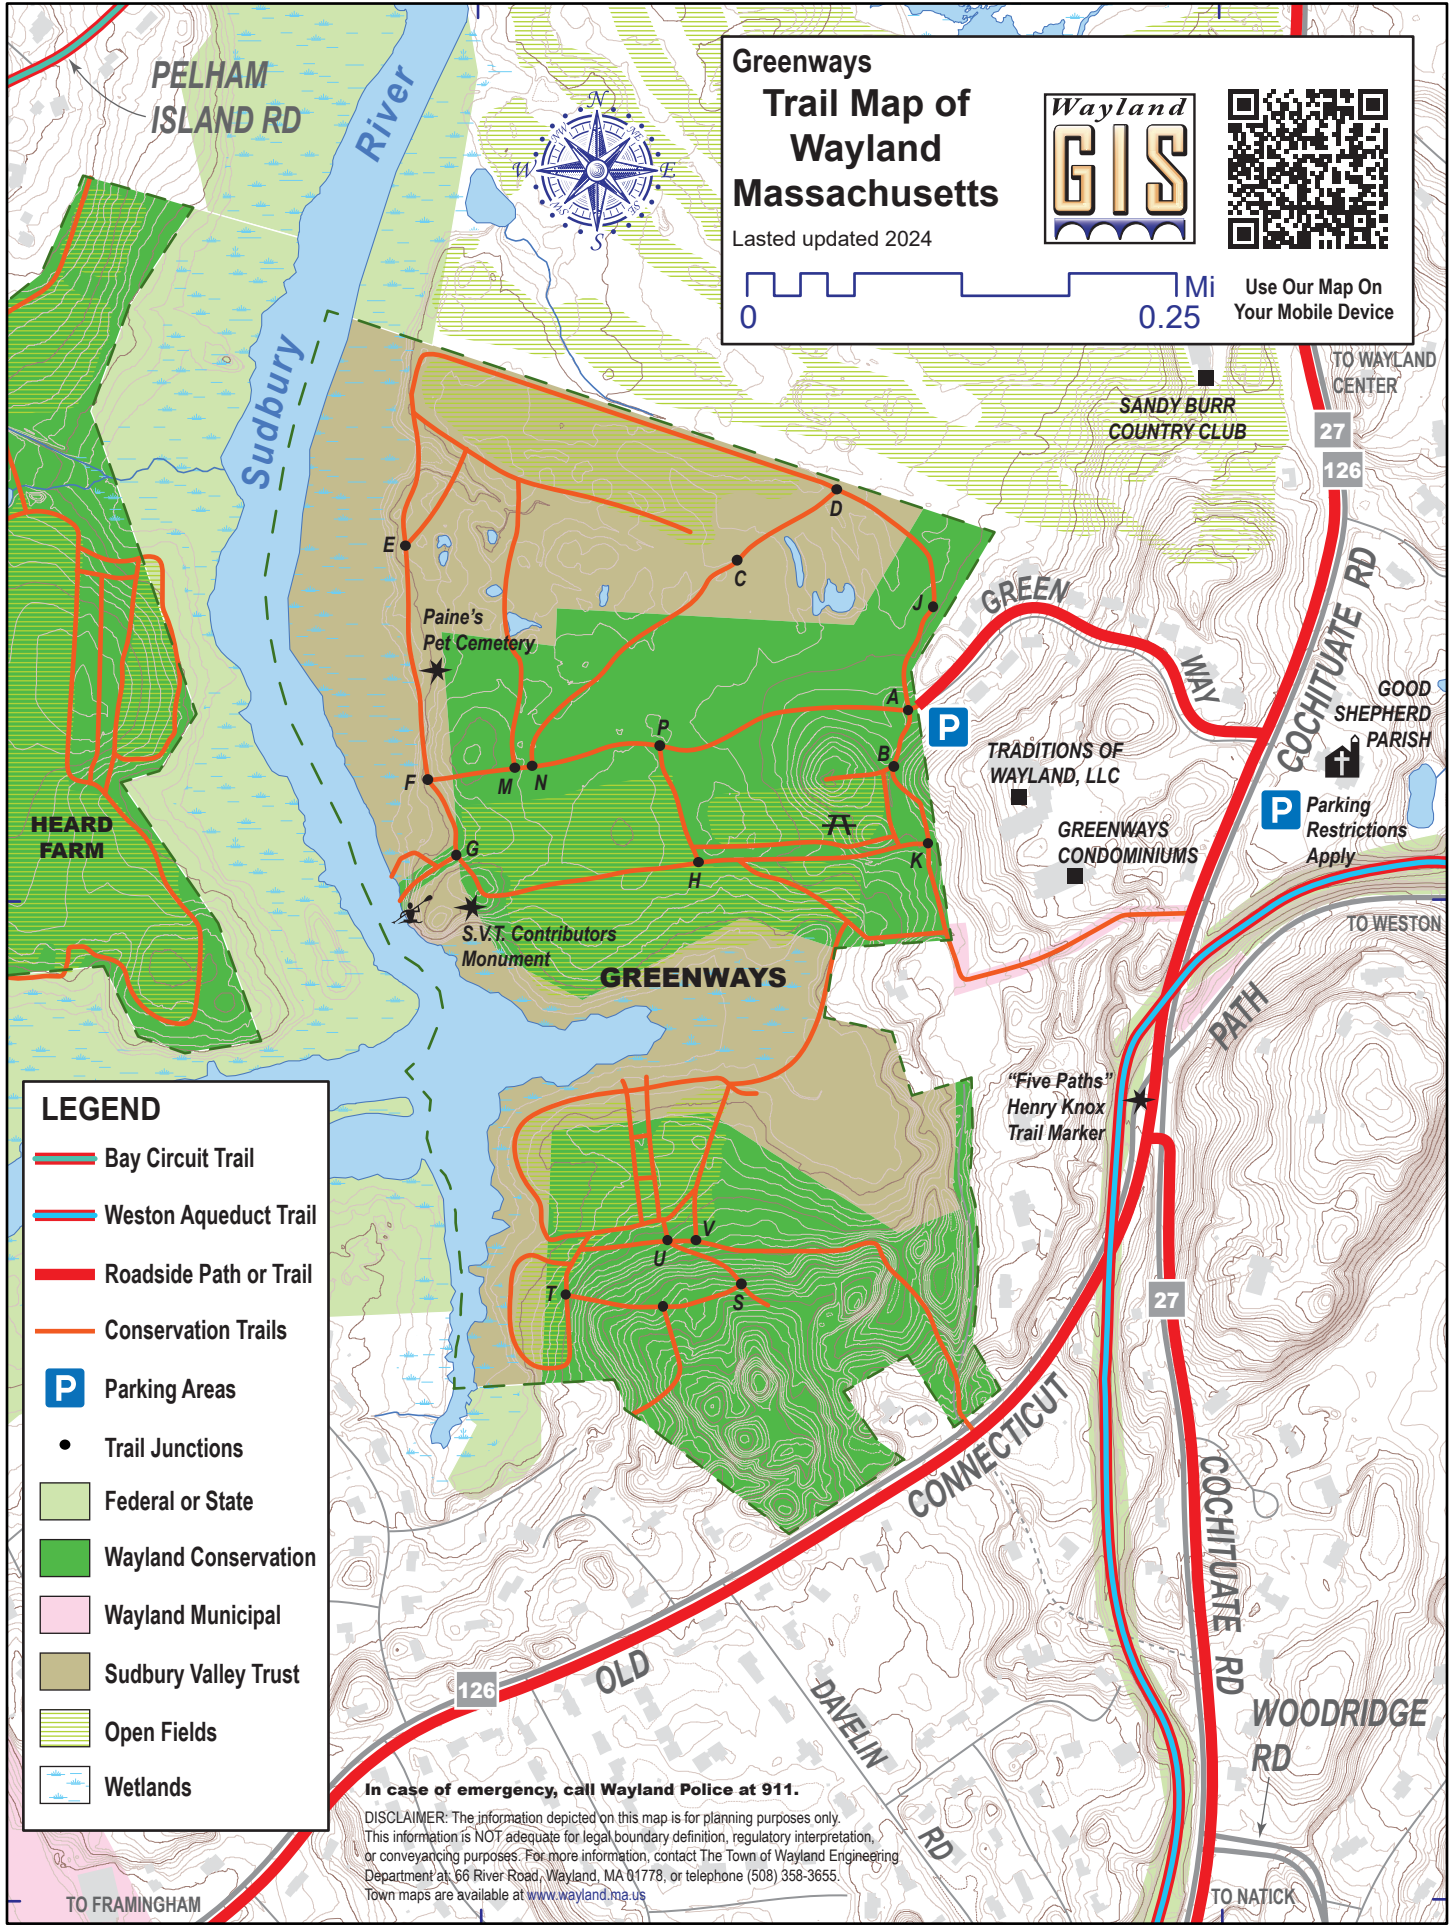 PELHAM
ISLAND RD
River
Sudbury
N
NE
E
SE
S
SW
W
NW
Greenways
Trail Map of
Wayland
Massachusetts
Lasted updated 2024
0
0.25
Mi
Wayland
GIS
Use Our Map On
Your Mobile Device
TO WAYLAND
CENTER
SANDY BURR
COUNTRY CLUB
27
126
D
E
C
J
GREEN
WAY
COCHITUATE RD
Paine's
Pet Cemetery
A
P
P
B
F
M
N
TRADITIONS OF
WAYLAND, LLC
GOOD
SHEPHERD
PARISH
P
Parking
Restrictions
Apply
HEARD
FARM
GREENWAYS
CONDOMINIUMS
G
H
K
S.V.T. Contributors
Monument
GREENWAYS
TO WESTON
PATH
"Five Paths"
Henry Knox
Trail Marker
LEGEND
Bay Circuit Trail
Weston Aqueduct Trail
Roadside Path or Trail
Conservation Trails
P
Parking Areas
Trail Junctions
Federal or State
Wayland Conservation
Wayland Municipal
Sudbury Valley Trust
Open Fields
Wetlands
V
U
T
S
27
CONNECTICUT
COCHITUATE RD
OLD
126
DAVELIN
RD
WOODRIDGE
RD
In case of emergency, call Wayland Police at 911.
DISCLAIMER: The information depicted on this map is for planning purposes only.
This information is NOT adequate for legal boundary definition, regulatory interpretation,
or conveyancing purposes. For more information, contact The Town of Wayland Engineering
Department at: 66 River Road, Wayland, MA 01778, or telephone (508) 358-3655.
Town maps are available at www.wayland.ma.us
TO FRAMINGHAM
TO NATICK